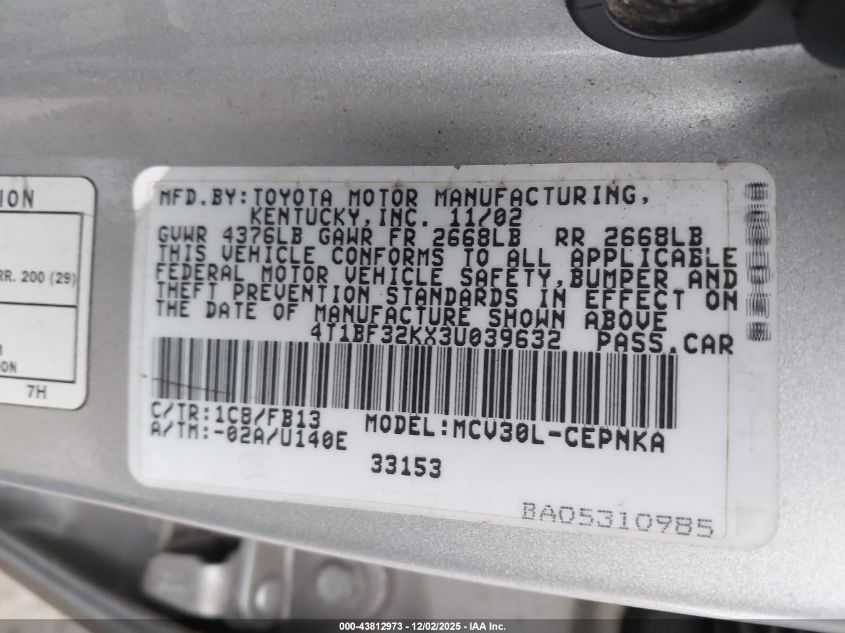 TION
RR. 200 (29)
ION
7H
MFD.BY:TOYOTA MOTOR MANUFACTURING,
KENTUCKY,INC. 11/02
GVWR 4376LB GAWR FR 2668LB RR 2668LB
THIS VEHICLE CONFORMS TO ALL APPLICABLE
FEDERAL MOTOR VEHICLE SAFETY,BUMPER AND
THEFT PREVENTION STANDARDS IN EFFECT ON
THE DATE OF MANUFACTURE SHOWN ABOVE
4T1BF32KX3U039632 PASS.CAR
C/TR:1C8/FB13 MODEL:MCV30L-CEPNKA
A/TM:-02A/U140E
33153
BA05310985
000-43812973 - 12/02/2025 - IAA Inc.